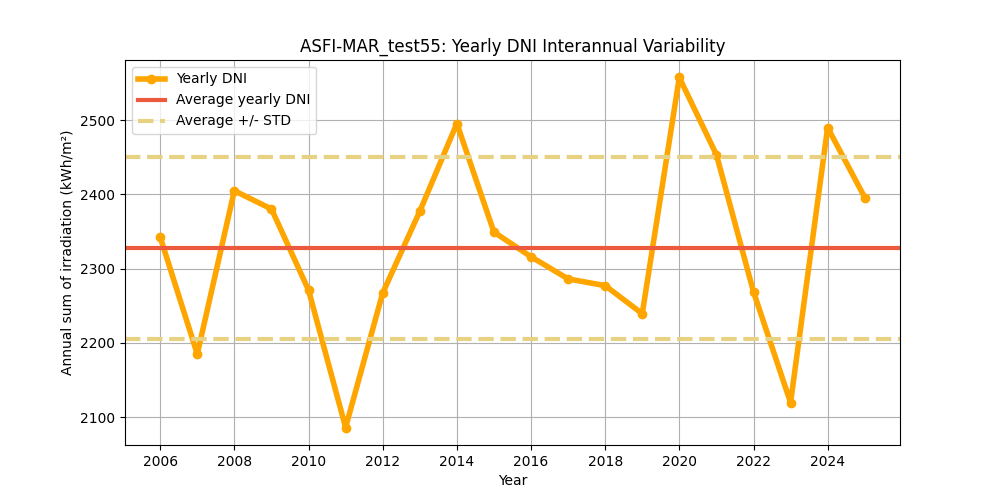 ASFI-MAR_test55: Yearly DNI Interannual Variability
Yearly DNI
Average yearly DNI
Average +/- STD
Annual sum of irradiation (kWh/m²)
2500
2400
2300
2200
2100
2006 2008 2010 2012 2014 2016 2018 2020 2022 2024
Year